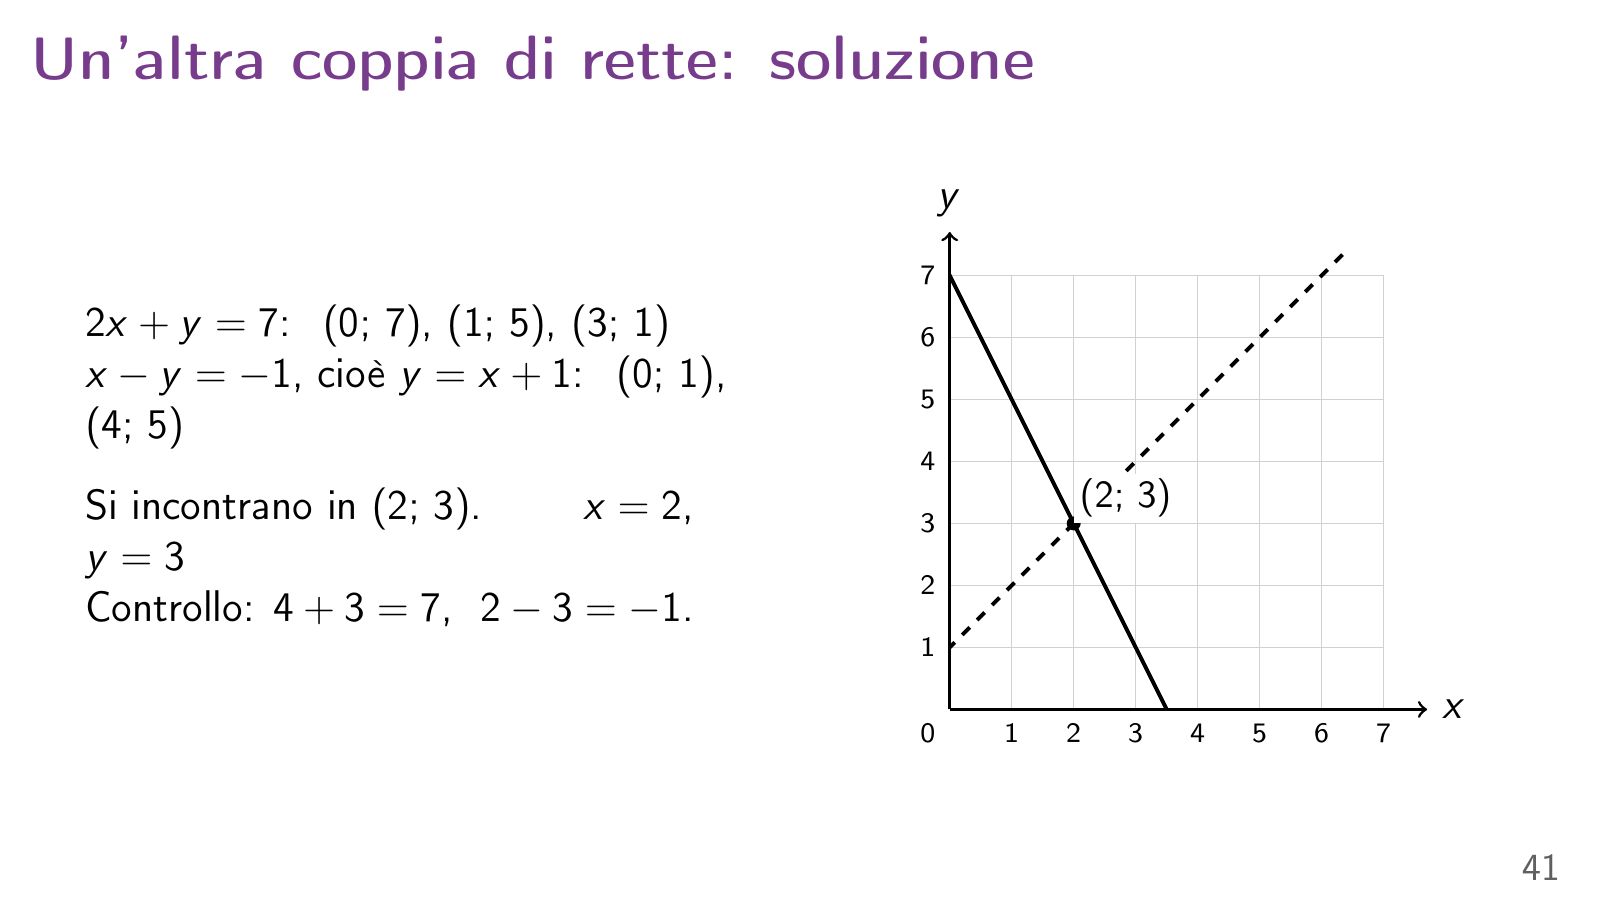 Un'altra coppia di rette: soluzione
2x + y = 7: (0; 7), (1; 5), (3; 1)
x − y = −1, cioè y = x + 1: (0; 1),
(4; 5)
Si incontrano in (2; 3). x = 2,
y = 3
Controllo: 4 + 3 = 7, 2 − 3 = −1.
y
7
6
5
4
(2; 3)
3
2
1
x
0 1 2 3 4 5 6 7
41